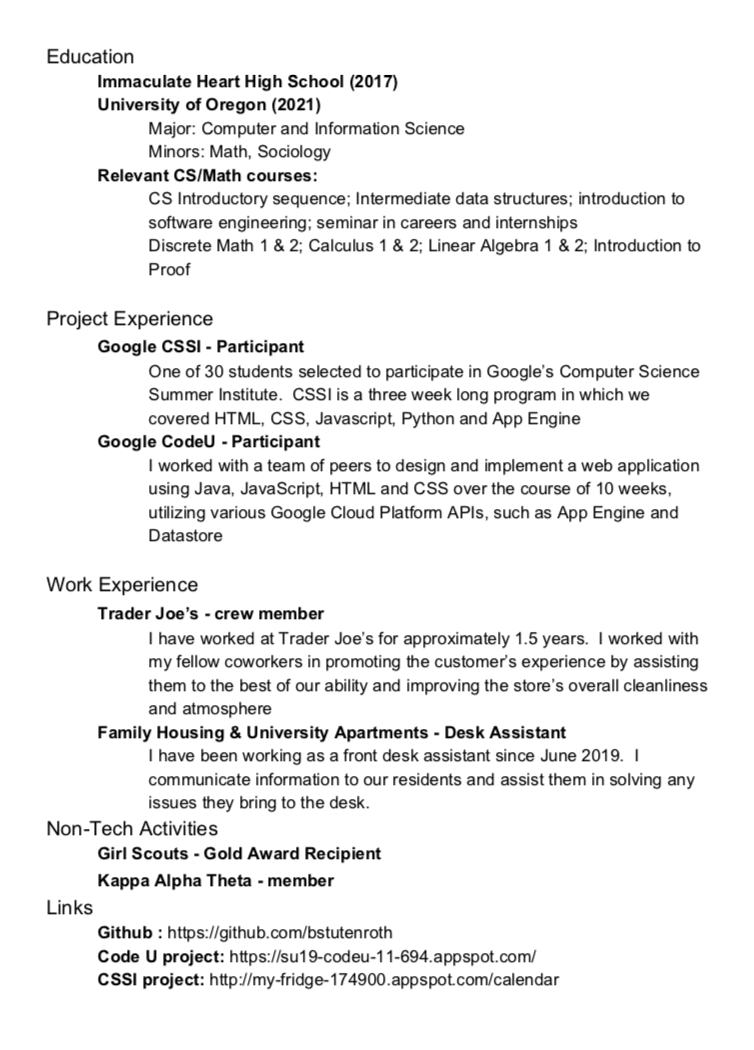 Education
Immaculate Heart High School (2017)
University of Oregon (2021)
Major: Computer and Information Science
Minors: Math, Sociology
Relevant CS/Math courses:
CS Introductory sequence; Intermediate data structures; introduction to
software engineering; seminar in careers and internships
Discrete Math 1 & 2; Calculus 1 & 2; Linear Algebra 1 & 2; Introduction to
Proof
Project Experience
Google CSSI - Participant
One of 30 students selected to participate in Google's Computer Science
Summer Institute.  CSSI is a three week long program in which we
covered HTML, CSS, Javascript, Python and App Engine
Google CodeU - Participant
I worked with a team of peers to design and implement a web application
using Java, JavaScript, HTML and CSS over the course of 10 weeks,
utilizing various Google Cloud Platform APIs, such as App Engine and
Datastore
Work Experience
Trader Joe's - crew member
I have worked at Trader Joe's for approximately 1.5 years.  I worked with
my fellow coworkers in promoting the customer's experience by assisting
them to the best of our ability and improving the store's overall cleanliness
and atmosphere
Family Housing & University Apartments - Desk Assistant
I have been working as a front desk assistant since June 2019.  I
communicate information to our residents and assist them in solving any
issues they bring to the desk.
Non-Tech Activities
Girl Scouts - Gold Award Recipient
Kappa Alpha Theta - member
Links
Github : https://github.com/bstutenroth
Code U project: https://su19-codeu-11-694.appspot.com/
CSSI project: http://my-fridge-174900.appspot.com/calendar